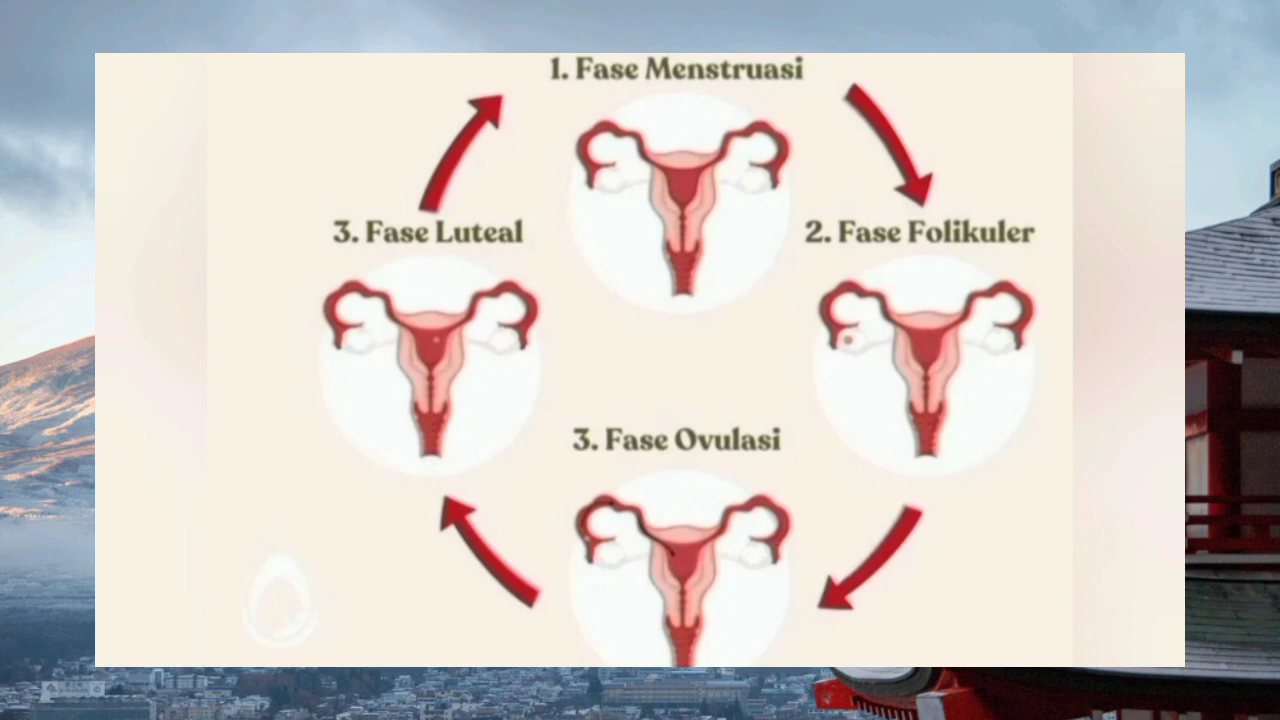 1. Fase Menstruasi
3. Fase Luteal
2. Fase Folikuler
3. Fase Ovulasi